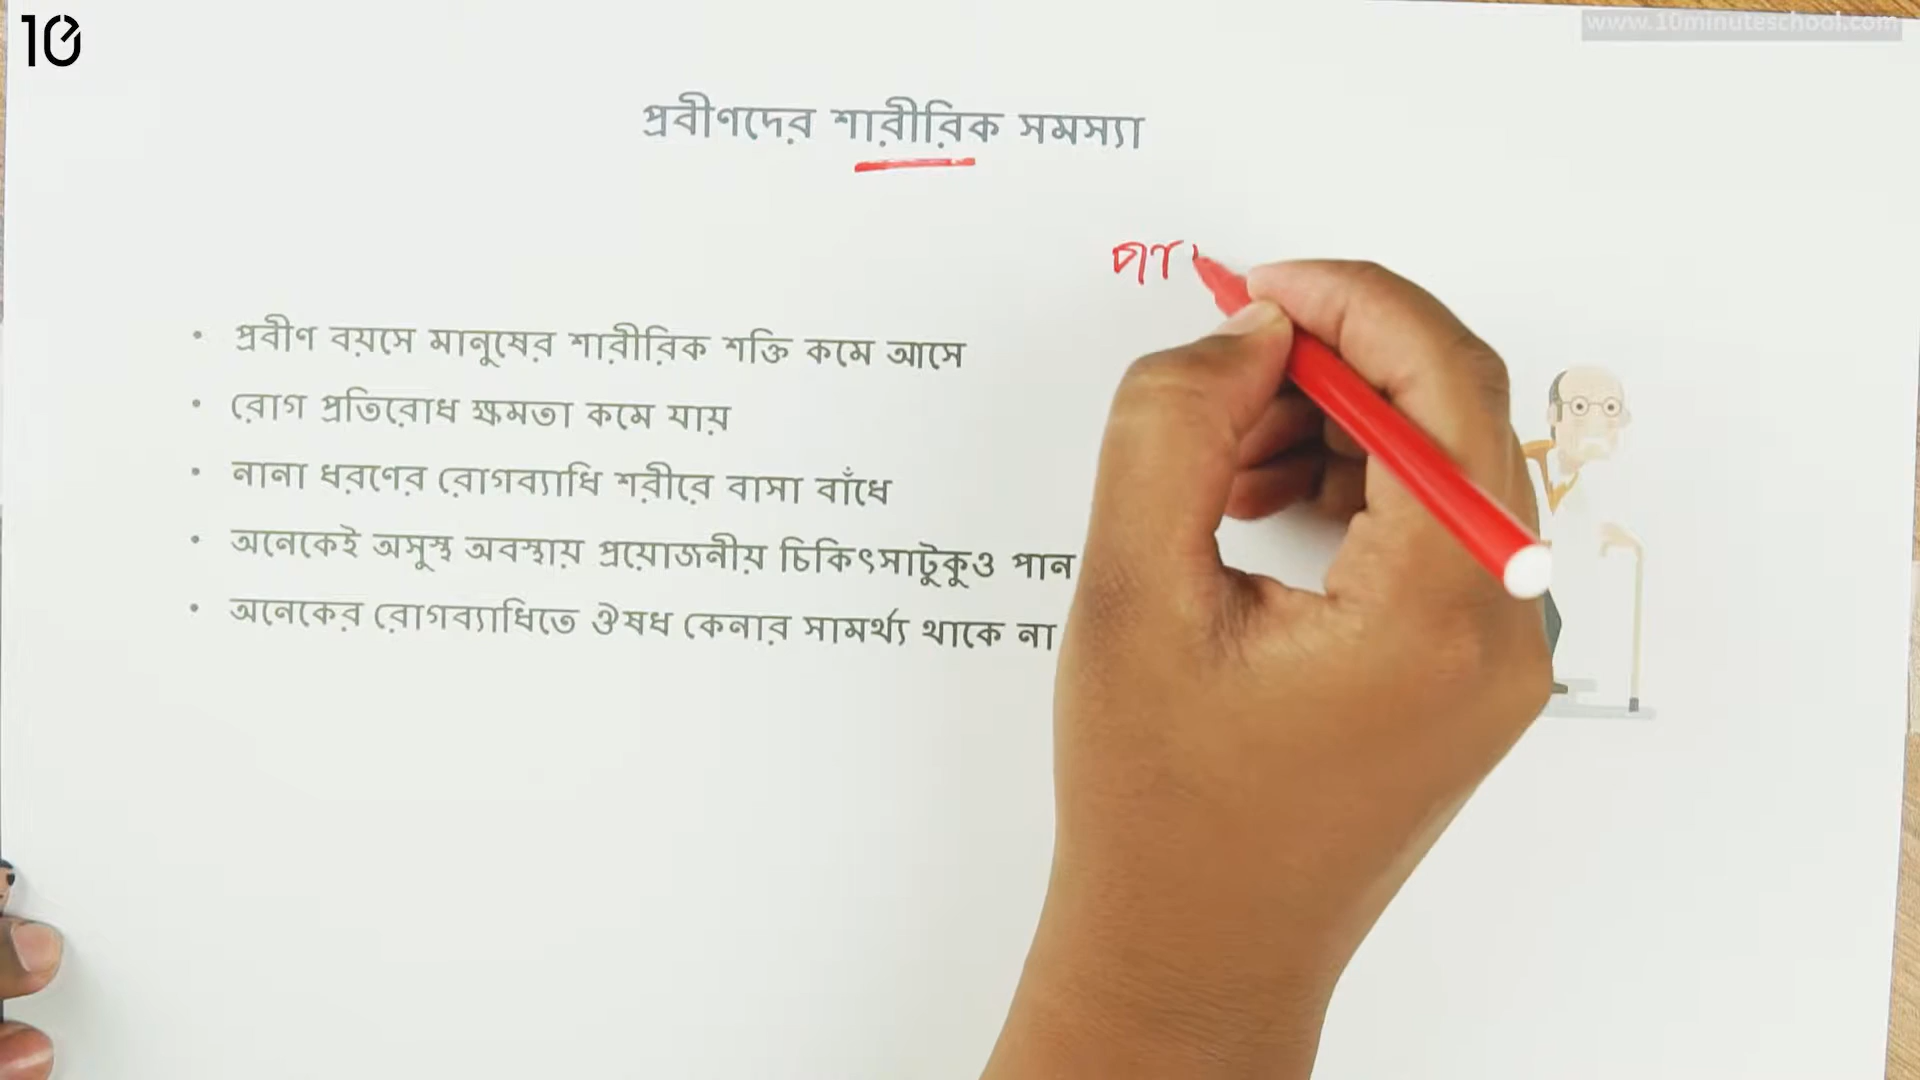 10
www.10minuteschool.com
প্রবীণদের শারীরিক সমস্যা
• প্রবীণ বয়সে মানুষের শারীরিক শক্তি কমে আসে
• রোগ প্রতিরোধ ক্ষমতা কমে যায়
• নানা ধরণের রোগব্যাধি শরীরে বাসা বাঁধে
• অনেকেই অসুস্থ অবস্থায় প্রয়োজনীয় চিকিৎসাটুকুও পান
• অনেকের রোগব্যাধিতে ঔষধ কেনার সামর্থ্য থাকে না